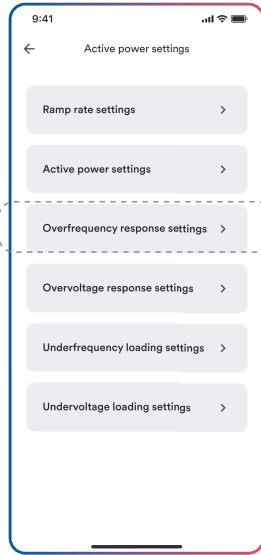 9:41
Active power settings
Ramp rate settings
Active power settings
Overfrequency response settings
Overvoltage response settings
Underfrequency loading settings
Undervoltage loading settings